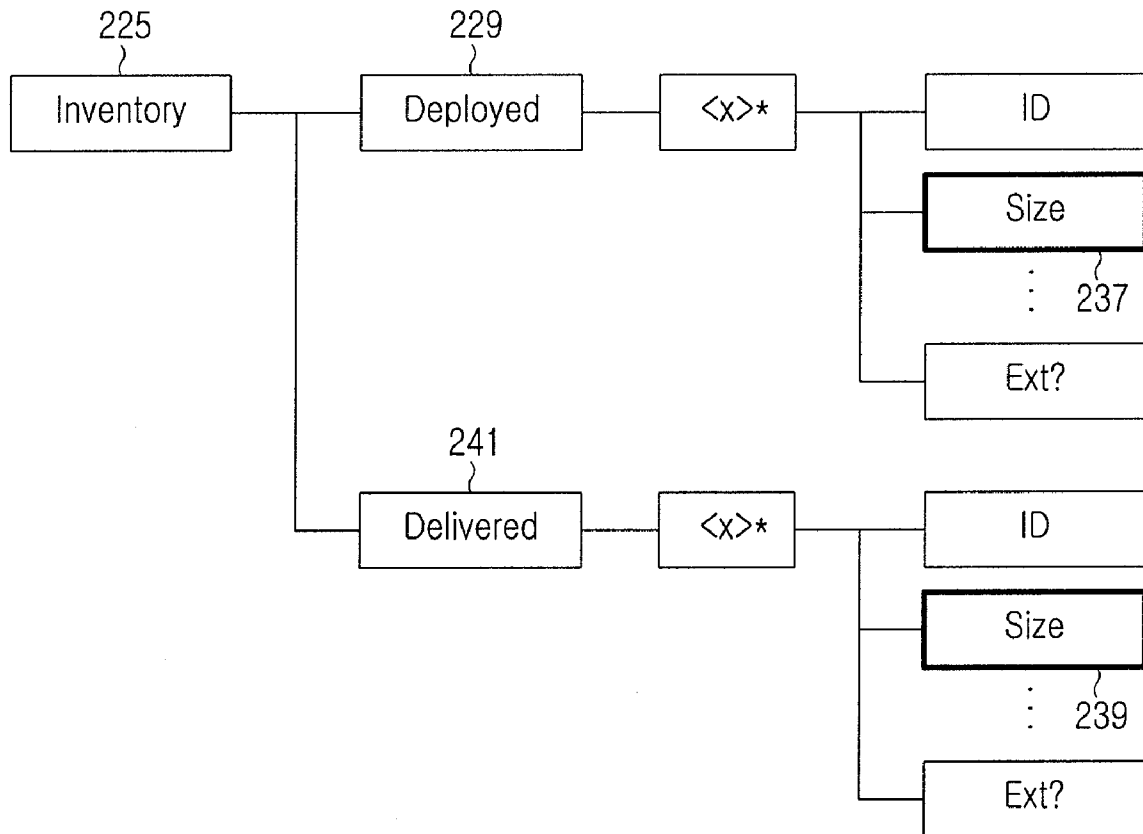 225
229
Inventory
Deployed
<x>*
ID
Size
237
Ext?
241
Delivered
<x>*
ID
Size
239
Ext?